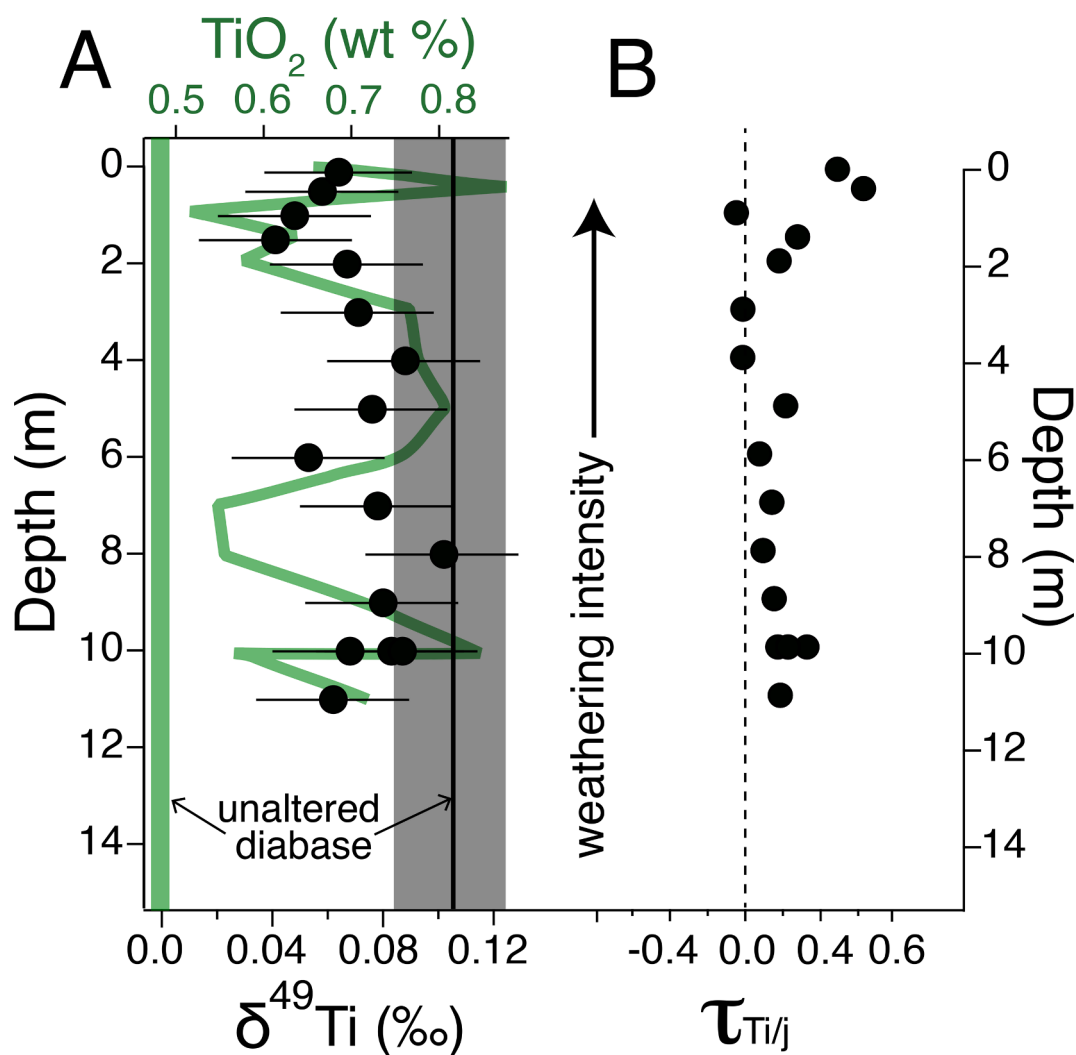 A
TiO2 (wt %)
0.5 0.6 0.7 0.8
B
0
2
4
6
8
10
12
14
Depth (m)
unaltered
diabase
0.0 0.04 0.08 0.12
δ49Ti (‰)
weathering intensity
0
2
4
6
8
10
12
14
Depth (m)
-0.4 0.0 0.4 0.6
τTi/j